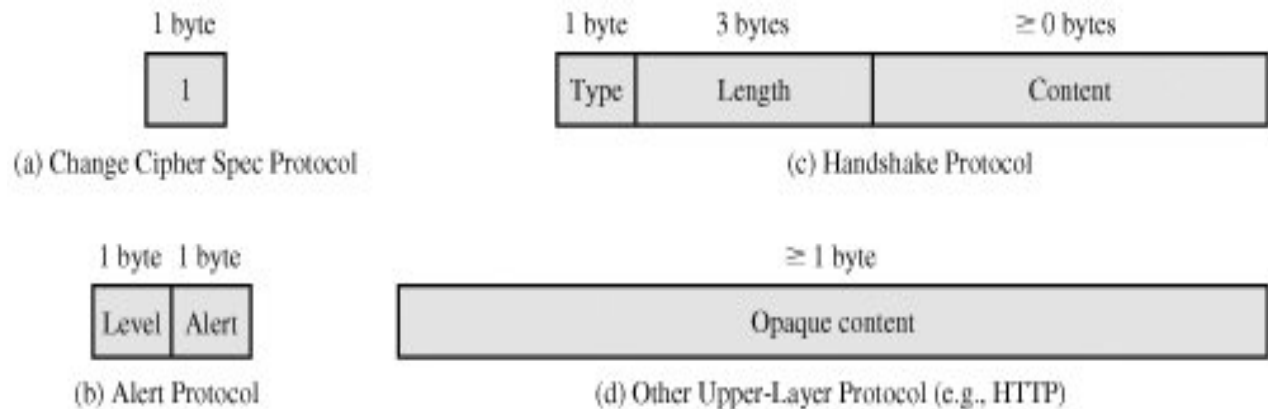 1 byte
1
(a) Change Cipher Spec Protocol
1 byte 3 bytes ≥ 0 bytes
Type Length Content
(c) Handshake Protocol
1 byte 1 byte
Level Alert
(b) Alert Protocol
≥ 1 byte
Opaque content
(d) Other Upper-Layer Protocol (e.g., HTTP)